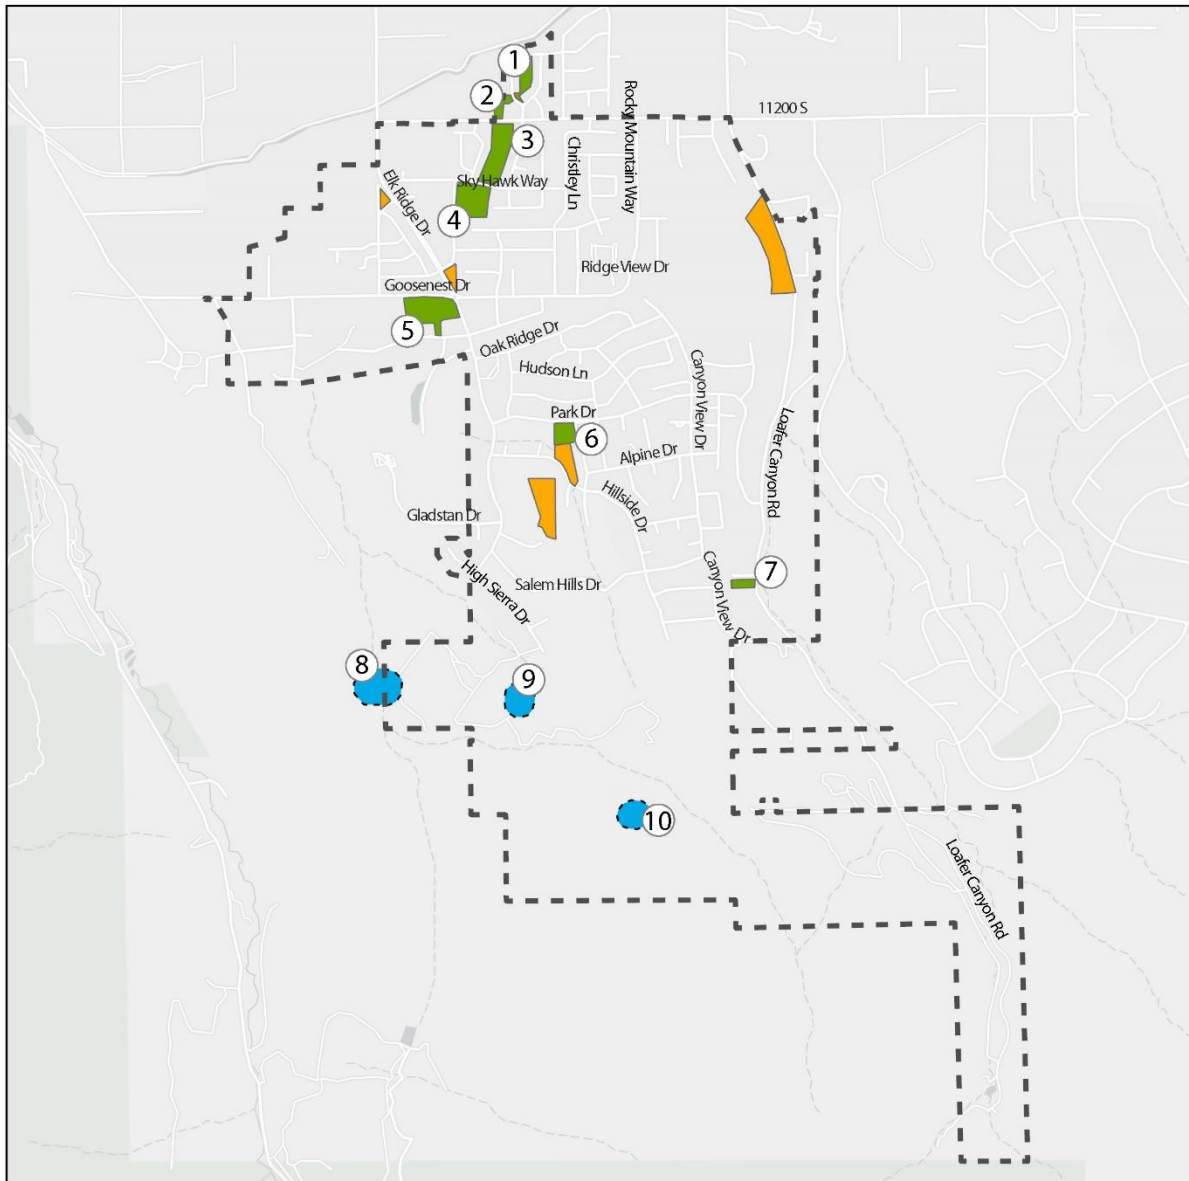 1
2
11200 S
3
Rocky Mountain Way
Christley Ln
Sky Hawk Way
Elk Ridge Dr
4
Ridge View Dr
Goosenest Dr
5
Oak Ridge Dr
Hudson Ln
Canyon View Dr
Park Dr
6
Loafer Canyon Rd
Alpine Dr
Hillside Dr
Gladstan Dr
High Sierra Dr
Salem Hills Dr
7
Canyon View Dr
8
9
10
Loafer Canyon Rd